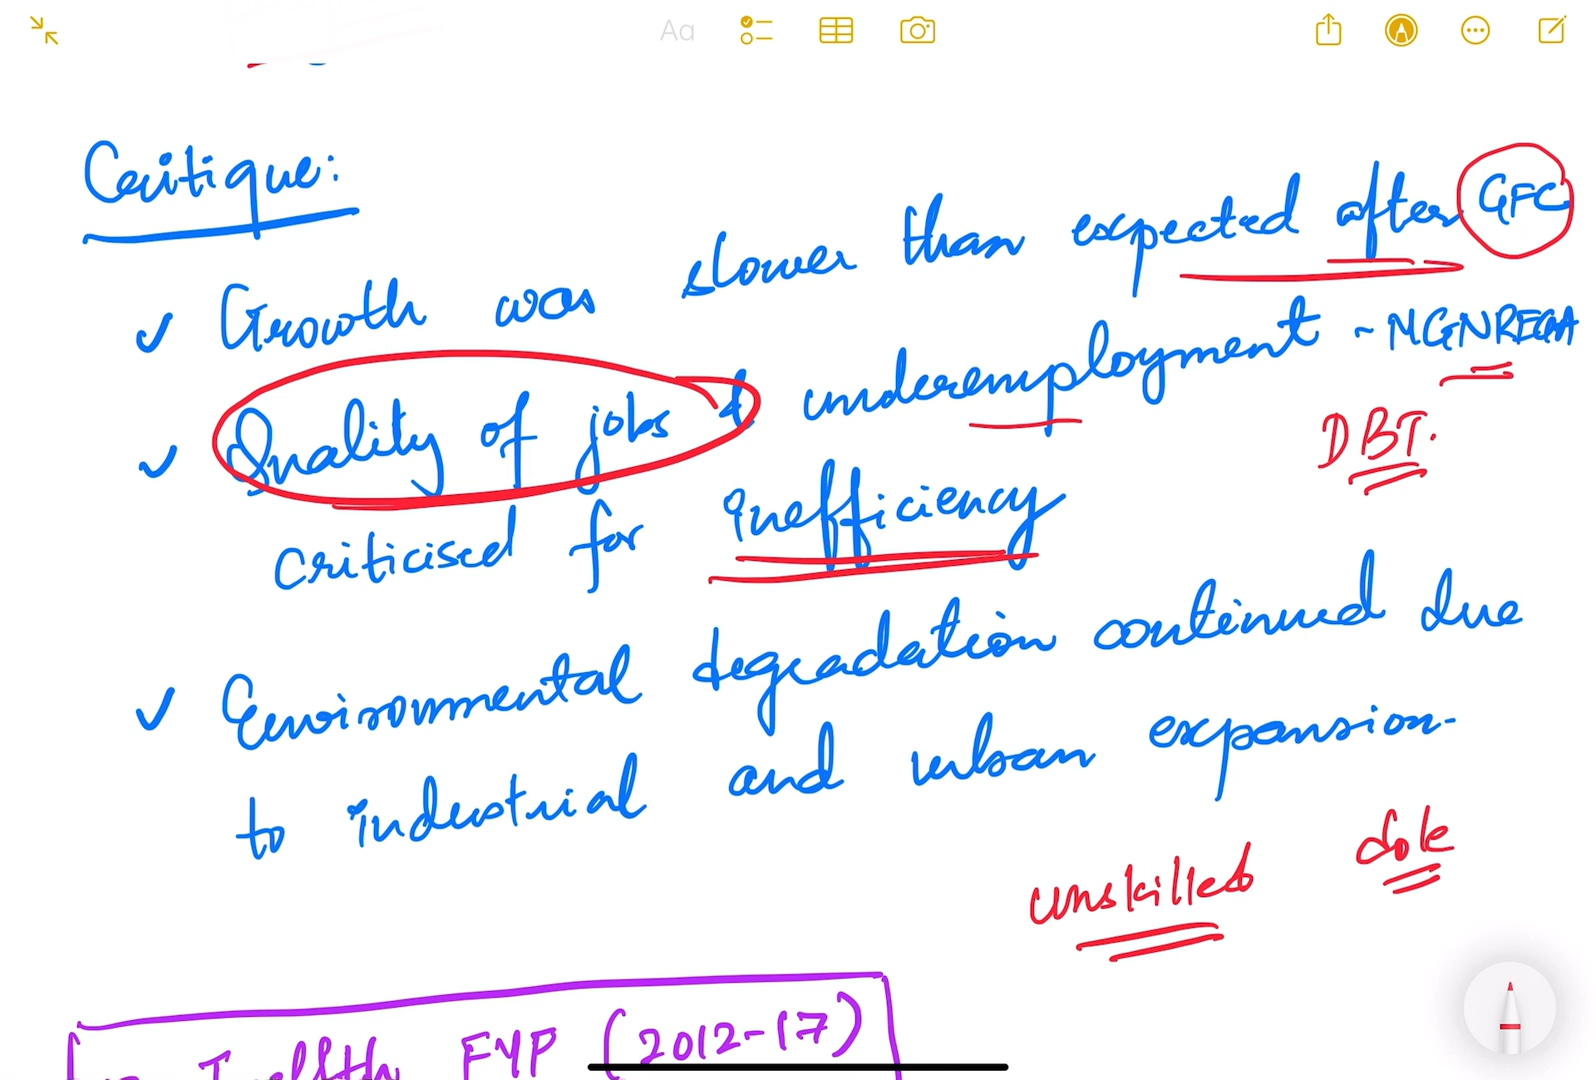 Aa
Critique:
Growth was slower than expected after GFC
Quality of jobs & underemployment ~ MGNREGA
DBT.
criticised for inefficiency
Environmental degradation continued due
to industrial and urban expansion.
unskilled dole
Twelfth FYP (2012-17)